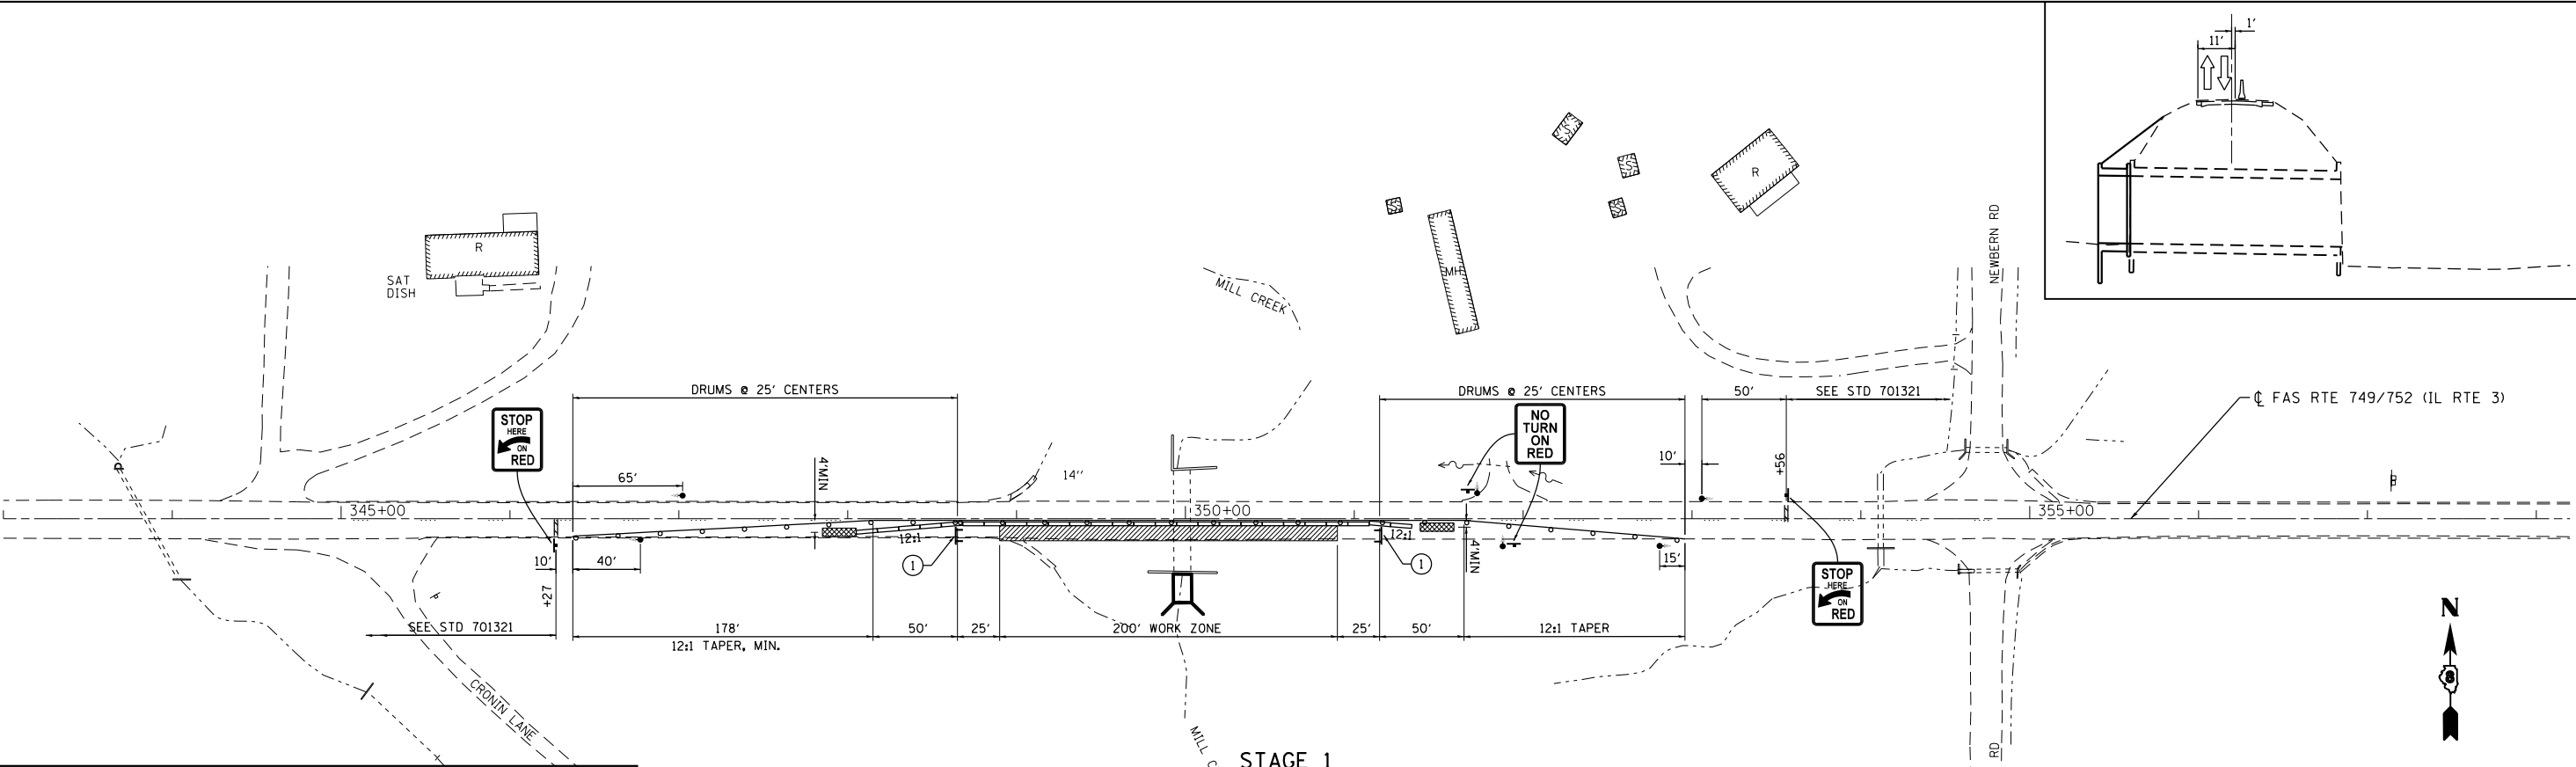 1'
11'
S
S
S
S
R
R
MH
SAT
DISH
MILL CREEK
NEWBERN RD
DRUMS @ 25' CENTERS
DRUMS @ 25' CENTERS
50'
SEE STD 701321
℄ FAS RTE 749/752 (IL RTE 3)
STOP
HERE
ON
RED
NO
TURN
ON
RED
65'
4'MIN
14''
10'
+56
345+00
350+00
355+00
12:1
12:1
10'
40'
1
1
4'MIN
15'
+27
STOP
HERE
ON
RED
SEE STD 701321
178'
50'
25'
200' WORK ZONE
25'
50'
12:1 TAPER
12:1 TAPER, MIN.
N
8
CRONIN LANE
MILL C
RD
STAGE 1